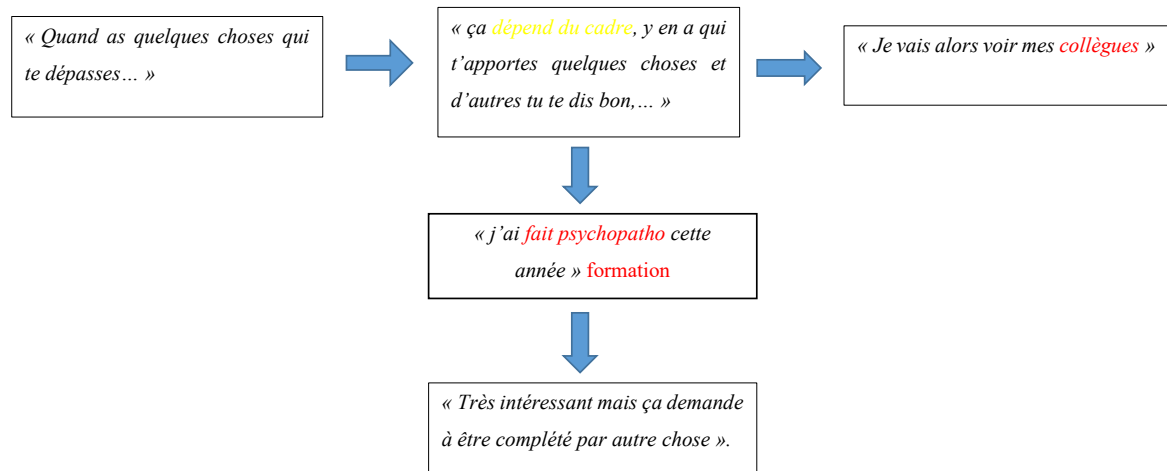 « Quand as quelques choses qui
te dépasses… »
« ça dépend du cadre, y en a qui
t’apportes quelques choses et
d’autres tu te dis bon,… »
« Je vais alors voir mes collègues »
« j’ai fait psychopatho cette
année » formation
« Très intéressant mais ça demande
à être complété par autre chose ».